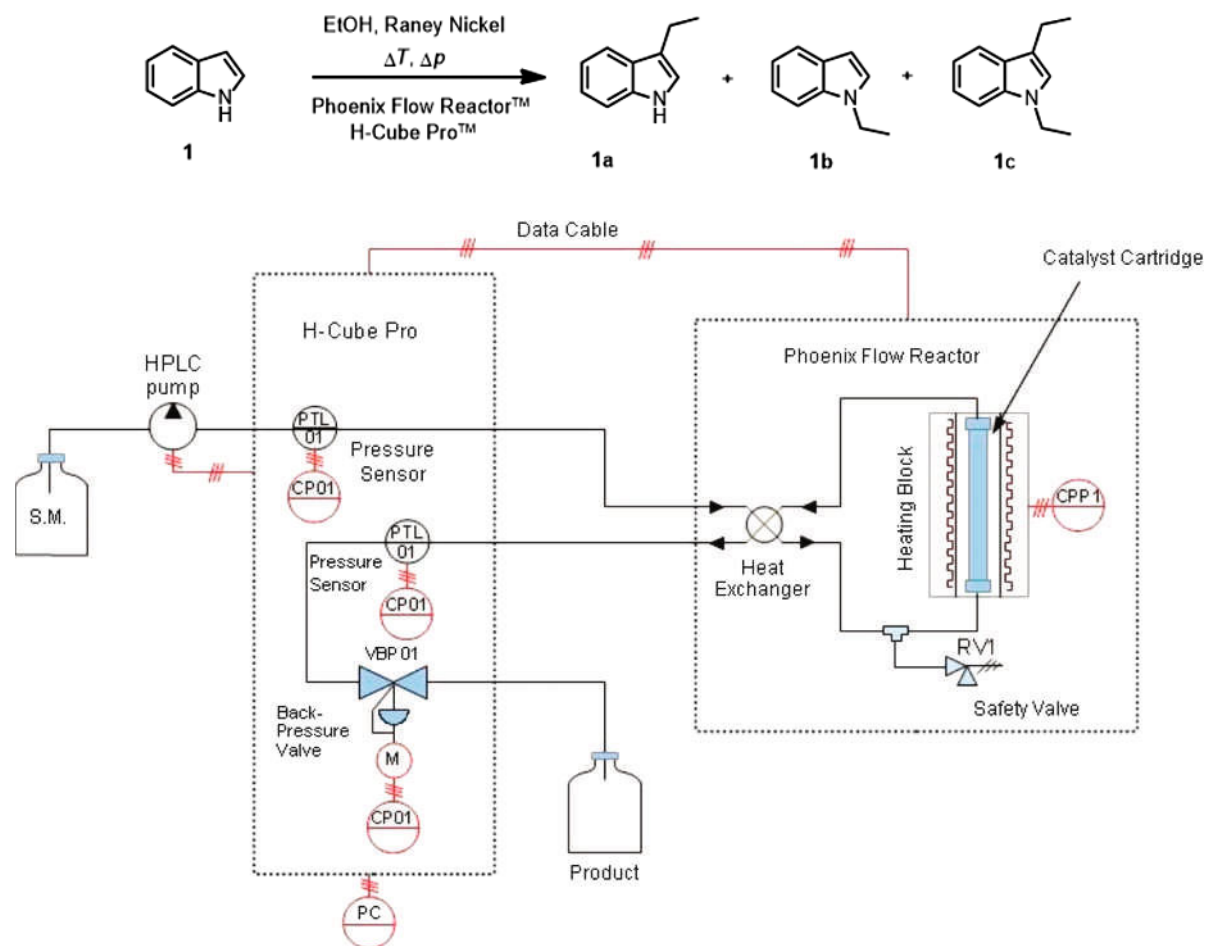 EtOH, Raney Nickel
ΔT, Δp
Phoenix Flow Reactor™
H-Cube Pro™
N
H
1
+
N
H
1a
+
N
1b
+
N
1c
Data Cable
Catalyst Cartridge
H-Cube Pro
Phoenix Flow Reactor
HPLC
pump
PTL
01
Pressure
Sensor
CP01
S.M.
Heating Block
CPP 1
PTL
01
Pressure
Sensor
CP01
Heat
Exchanger
VBP 01
RV1
Safety Valve
Back-
Pressure
Valve
M
CP01
Product
PC